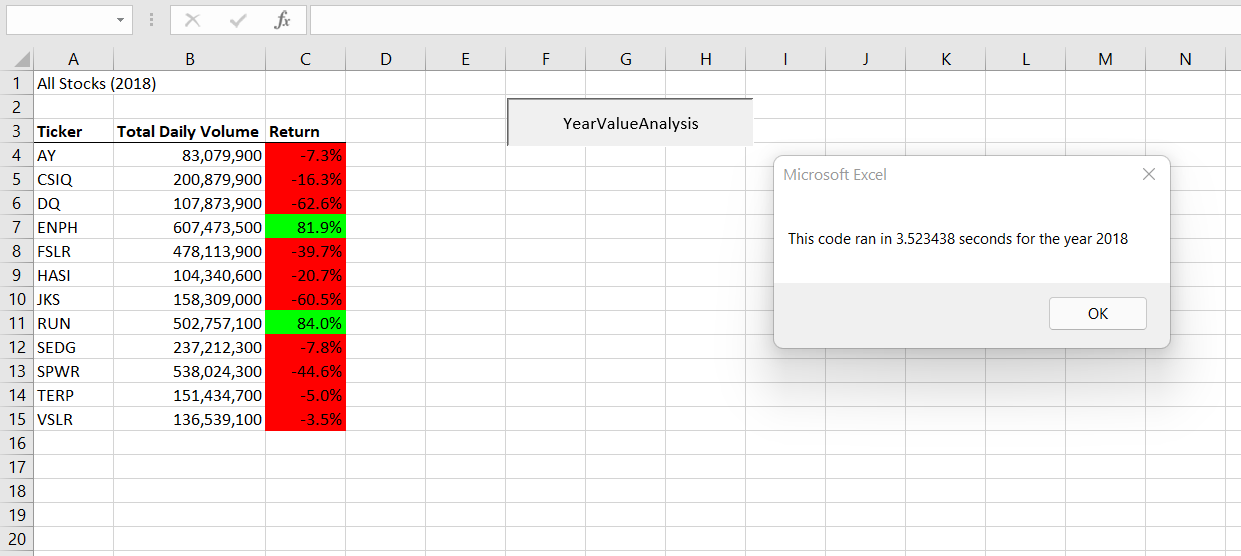 fx
A B C D E F G H I J K L M N
1 All Stocks (2018)
2
3 Ticker Total Daily Volume Return
YearValueAnalysis
4 AY 83,079,900 -7.3%
5 CSIQ 200,879,900 -16.3%
6 DQ 107,873,900 -62.6%
7 ENPH 607,473,500 81.9%
8 FSLR 478,113,900 -39.7%
9 HASI 104,340,600 -20.7%
10 JKS 158,309,000 -60.5%
11 RUN 502,757,100 84.0%
12 SEDG 237,212,300 -7.8%
13 SPWR 538,024,300 -44.6%
14 TERP 151,434,700 -5.0%
15 VSLR 136,539,100 -3.5%
16
17
18
19
20
Microsoft Excel
This code ran in 3.523438 seconds for the year 2018
OK